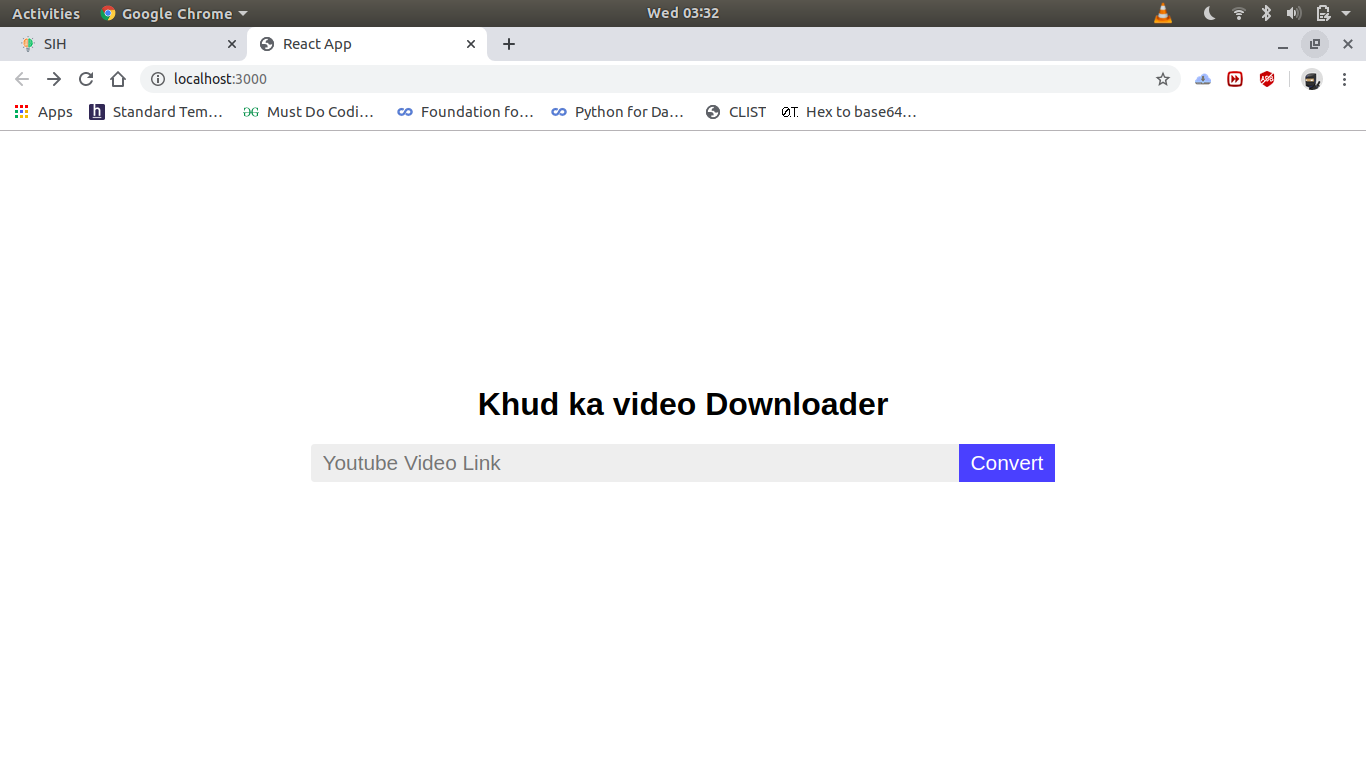 Activities Google Chrome Wed 03:32
SIH React App
localhost:3000
Apps h Standard Tem... Must Do Codi... Foundation fo... Python for Da... CLIST Hex to base64...
Khud ka video Downloader
Youtube Video Link Convert